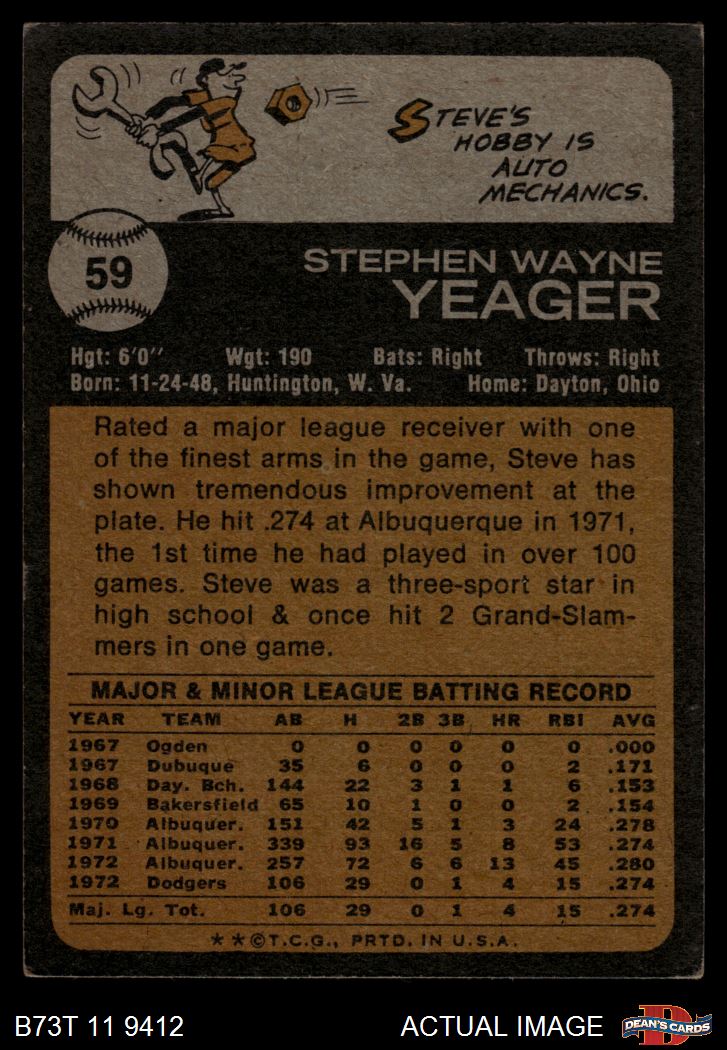 STEVE'S
HOBBY IS
AUTO
MECHANICS.
59
STEPHEN WAYNE
YEAGER
Hgt: 6'0" Wgt: 190 Bats: Right Throws: Right
Born: 11-24-48, Huntington, W. Va. Home: Dayton, Ohio
Rated a major league receiver with one
of the finest arms in the game, Steve has
shown tremendous improvement at the
plate. He hit .274 at Albuquerque in 1971,
the 1st time he had played in over 100
games. Steve was a three-sport star in
high school & once hit 2 Grand-Slam-
mers in one game.
MAJOR & MINOR LEAGUE BATTING RECORD
YEAR TEAM AB H 2B 3B HR RBI AVG
1967 Ogden 0 0 0 0 0 0 .000
1967 Dubuque 35 6 0 0 0 2 .171
1968 Day. Bch. 144 22 3 1 1 6 .153
1969 Bakersfield 65 10 1 0 0 2 .154
1970 Albuquer. 151 42 5 1 3 24 .278
1971 Albuquer. 339 93 16 5 8 53 .274
1972 Albuquer. 257 72 6 6 13 45 .280
1972 Dodgers 106 29 0 1 4 15 .274
Maj. Lg. Tot. 106 29 0 1 4 15 .274
★★©T.C.G., PRTD. IN U.S.A.
B73T 11 9412 ACTUAL IMAGE
D
DEAN'S CARDS